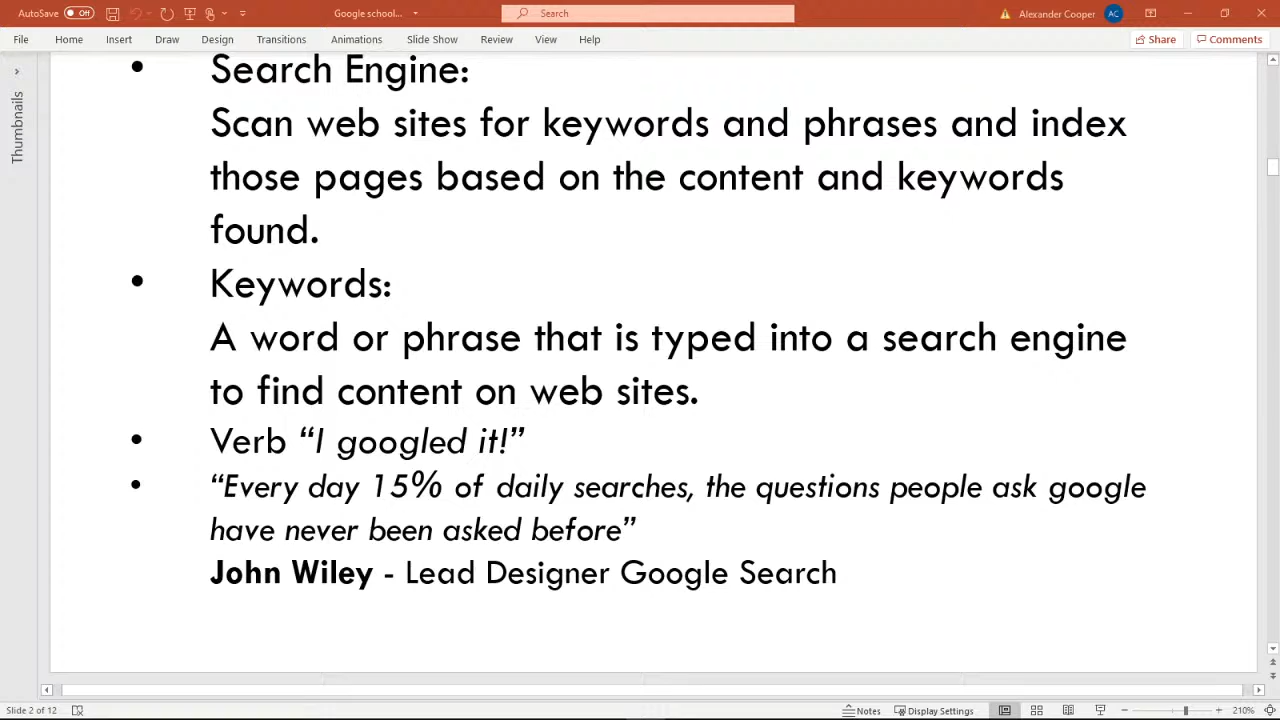 AutoSave Off Google school... Search Alexander Cooper AC
File Home Insert Draw Design Transitions Animations Slide Show Review View Help Share Comments
Thumbnails
• Search Engine:
Scan web sites for keywords and phrases and index
those pages based on the content and keywords
found.
• Keywords:
A word or phrase that is typed into a search engine
to find content on web sites.
• Verb “I googled it!”
• “Every day 15% of daily searches, the questions people ask google
have never been asked before”
John Wiley - Lead Designer Google Search
Slide 2 of 12 Notes Display Settings 210%